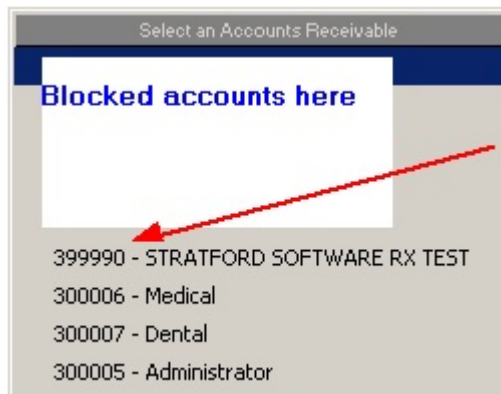 Select an Accounts Receivable
Blocked accounts here
399990 - STRATFORD SOFTWARE RX TEST
300006 - Medical
300007 - Dental
300005 - Administrator